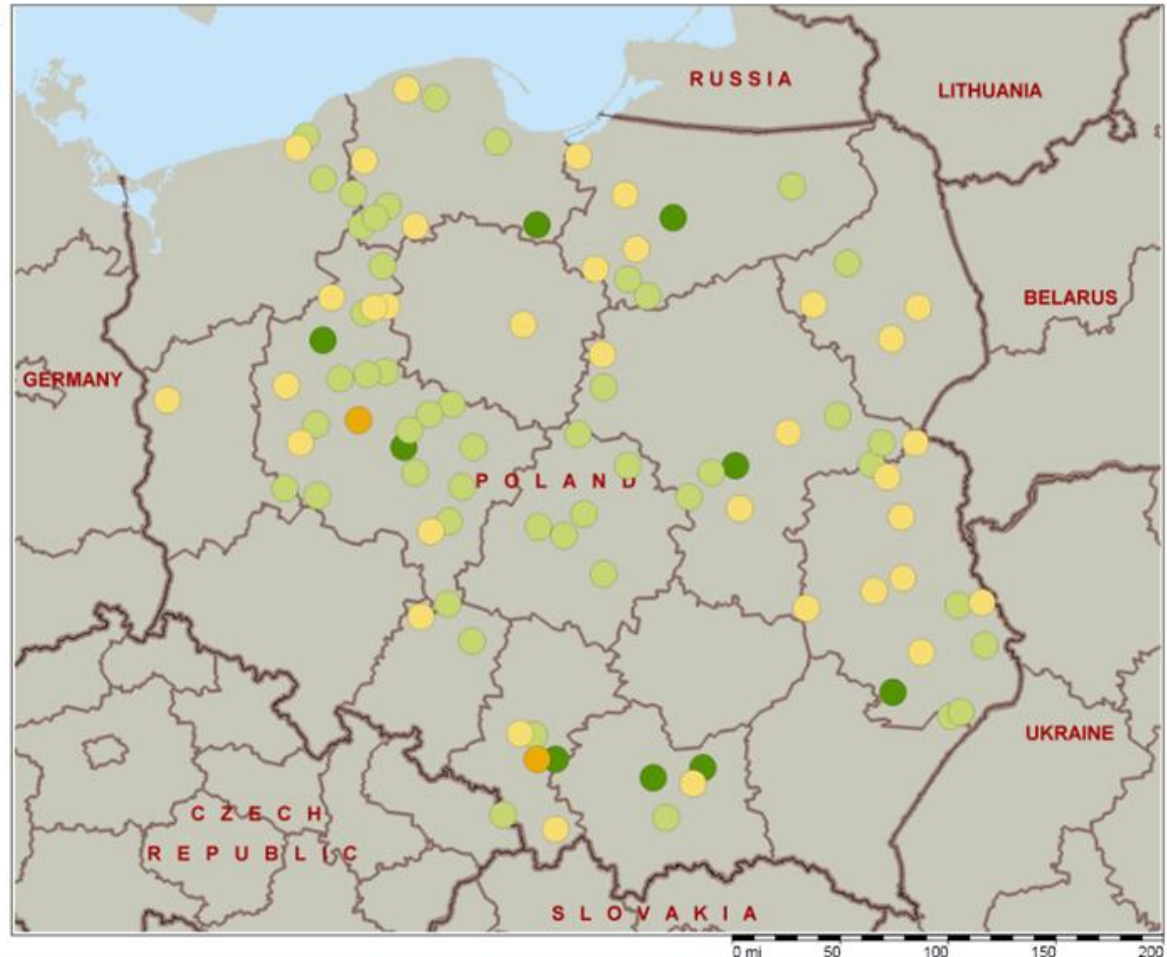 RUSSIA
LITHUANIA
BELARUS
GERMANY
POLAND
UKRAINE
CZECH
REPUBLIC
SLOVAKIA
0 mi 50 100 150 200